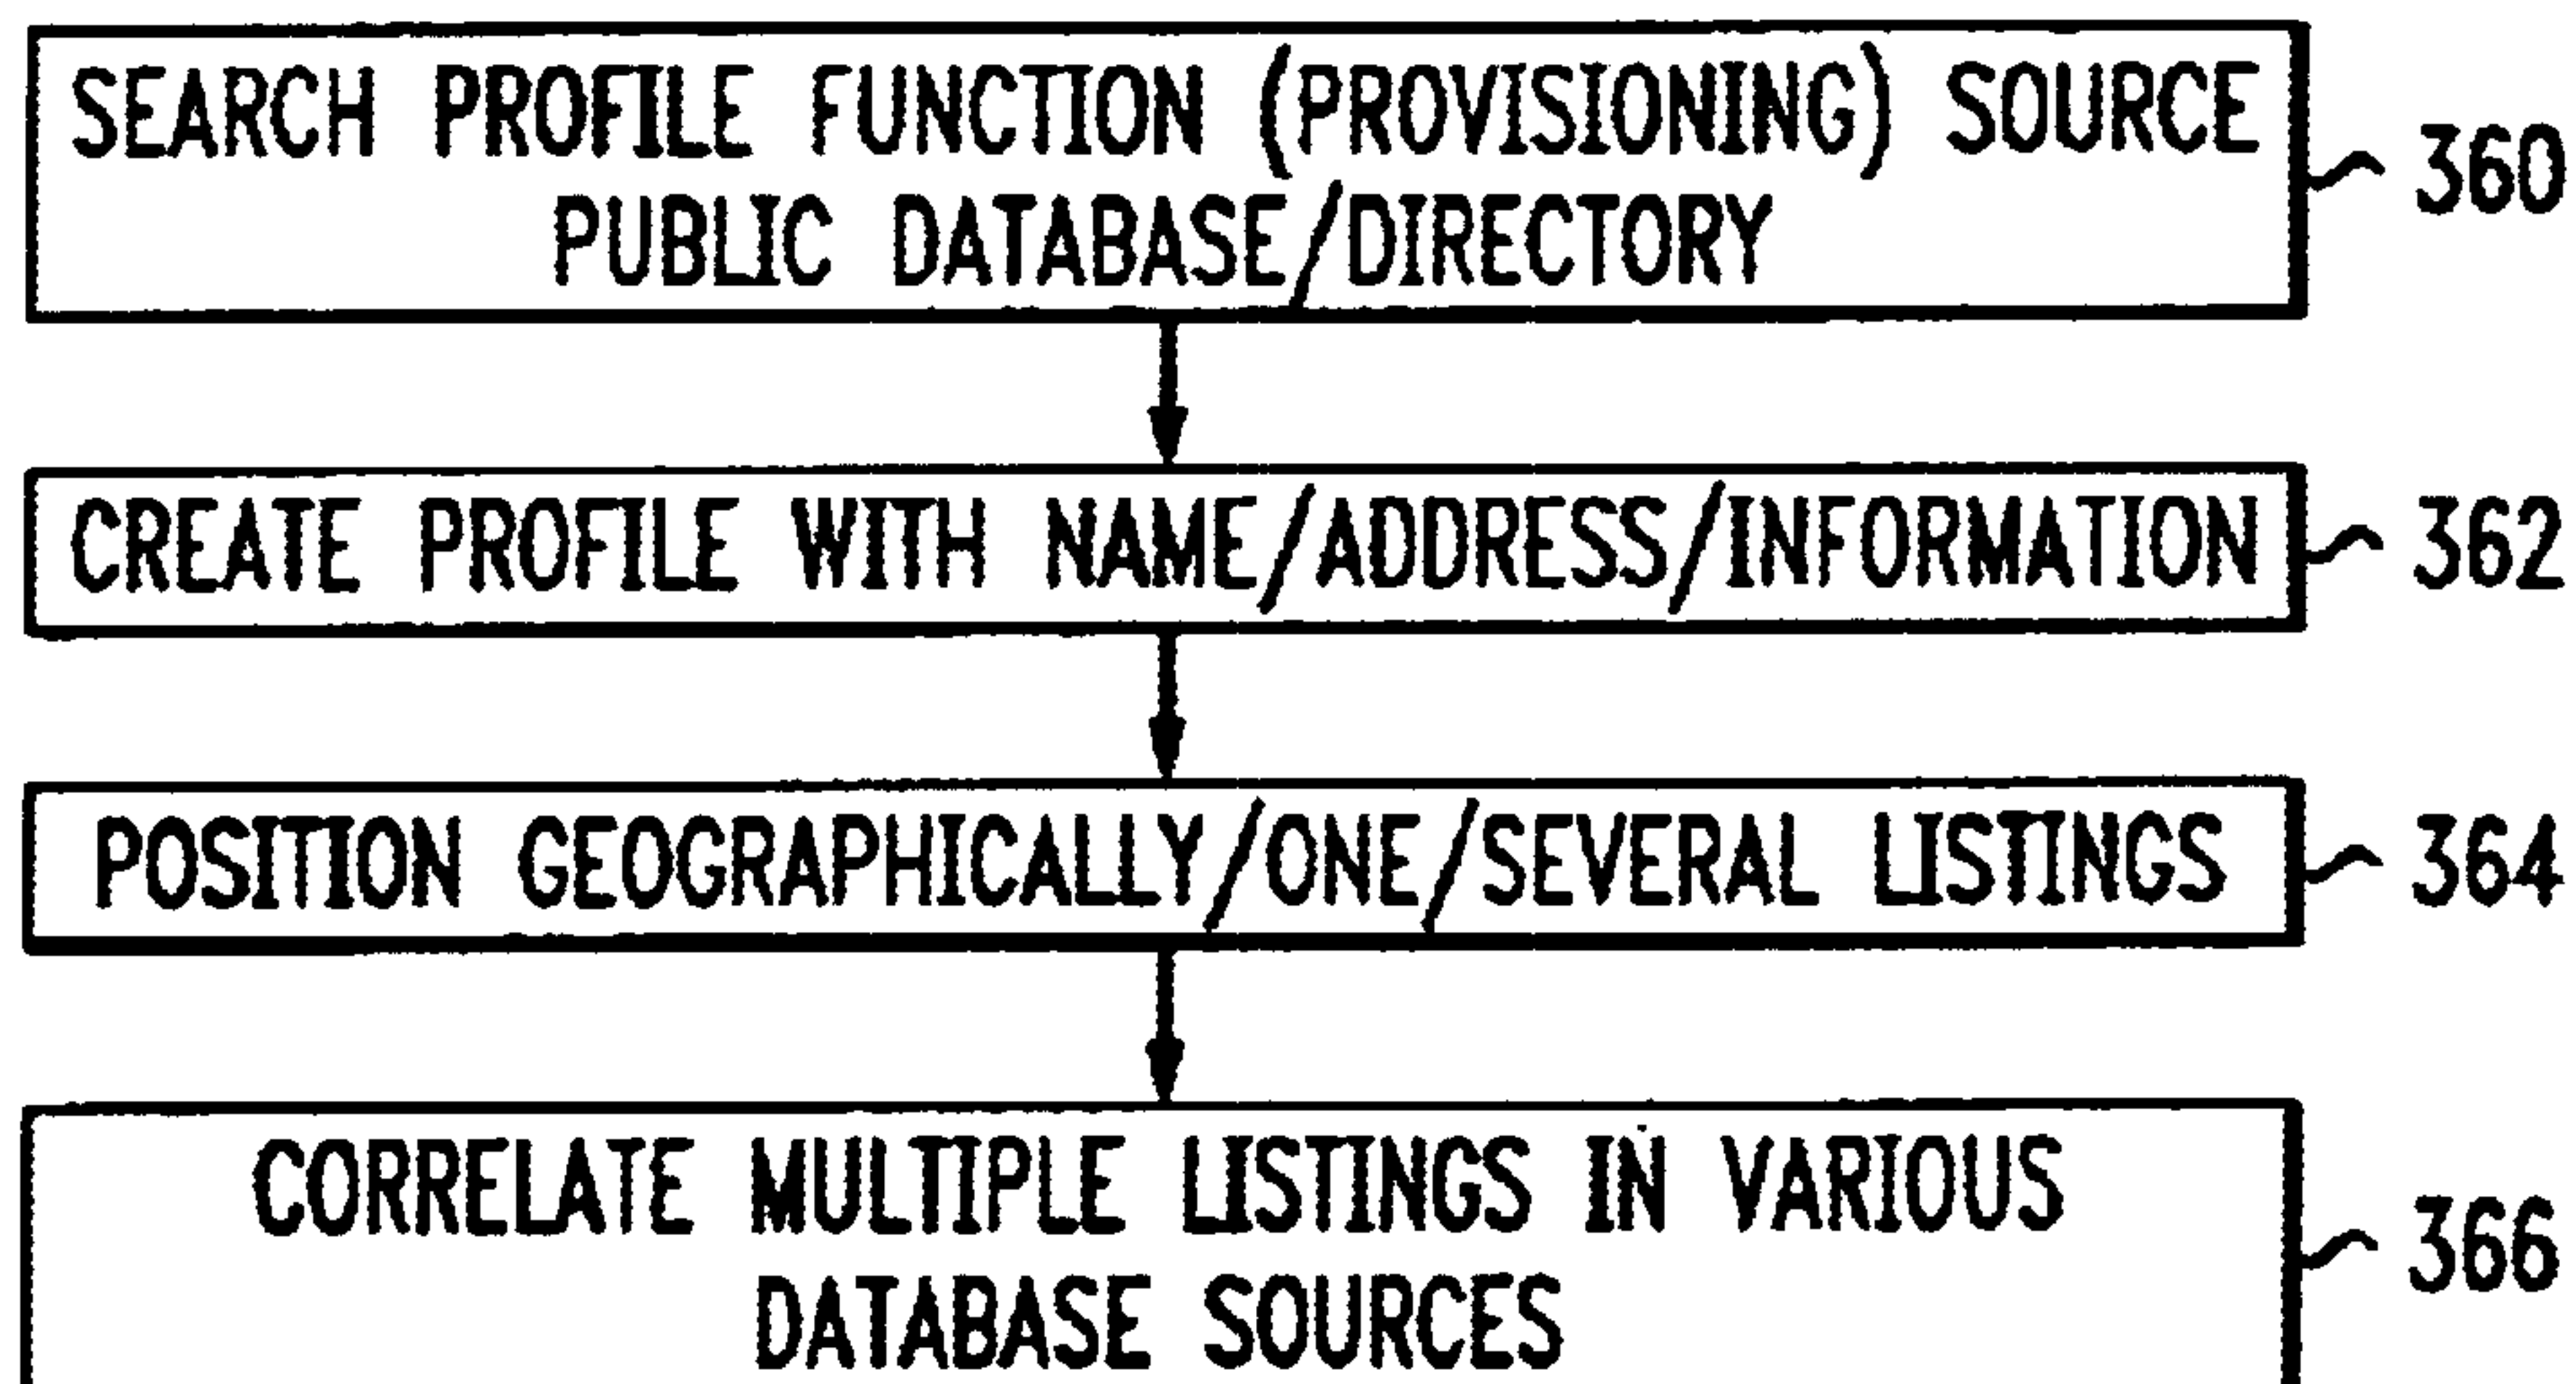 SEARCH PROFILE FUNCTION (PROVISIONING) SOURCE
PUBLIC DATABASE/DIRECTORY
360
CREATE PROFILE WITH NAME/ADDRESS/INFORMATION
362
POSITION GEOGRAPHICALLY/ONE/SEVERAL LISTINGS
364
CORRELATE MULTIPLE LISTINGS IN VARIOUS
DATABASE SOURCES
366